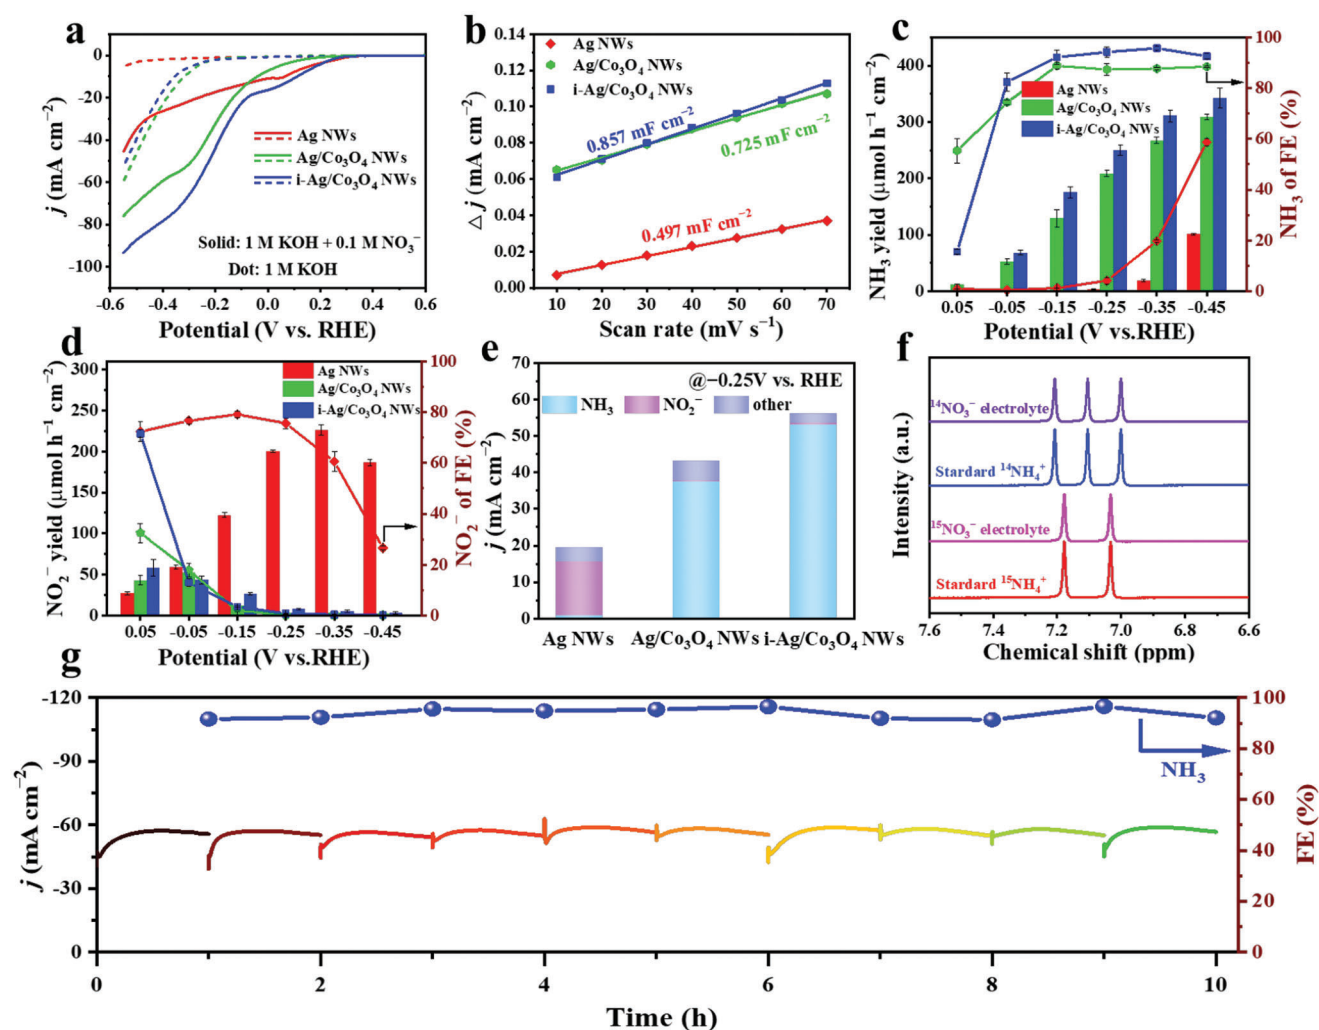 a
0
-20
-40
-60
-80
-100
j (mA cm⁻²)
Ag NWs
Ag/Co₃O₄ NWs
i-Ag/Co₃O₄ NWs
Solid: 1 M KOH + 0.1 M NO₃⁻
Dot: 1 M KOH
-0.6 -0.4 -0.2 0.0 0.2 0.4 0.6
Potential (V vs. RHE)
b
0.14
0.12
0.10
0.08
0.06
0.04
0.02
0.00
△ j (mA cm⁻²)
Ag NWs
Ag/Co₃O₄ NWs
i-Ag/Co₃O₄ NWs
0.857 mF cm⁻²
0.725 mF cm⁻²
0.497 mF cm⁻²
10 20 30 40 50 60 70
Scan rate (mV s⁻¹)
c
400
300
200
100
0
NH₃ yield (μmol h⁻¹ cm⁻²)
Ag NWs
Ag/Co₃O₄ NWs
i-Ag/Co₃O₄ NWs
100
80
60
40
20
0
NH₃ of FE (%)
0.05 -0.05 -0.15 -0.25 -0.35 -0.45
Potential (V vs.RHE)
d
300
250
200
150
100
50
0
NO₂⁻ yield (μmol h⁻¹ cm⁻²)
Ag NWs
Ag/Co₃O₄ NWs
i-Ag/Co₃O₄ NWs
100
80
60
40
20
0
NO₂⁻ of FE (%)
0.05 -0.05 -0.15 -0.25 -0.35 -0.45
Potential (V vs.RHE)
e
70
60
50
40
30
20
10
0
j (mA cm⁻²)
@−0.25V vs. RHE
NH₃ NO₂⁻ other
Ag NWs Ag/Co₃O₄ NWs i-Ag/Co₃O₄ NWs
f
Intensity (a.u.)
¹⁴NO₃⁻ electrolyte
Stardard ¹⁴NH₄⁺
¹⁵NO₃⁻ electrolyte
Stardard ¹⁵NH₄⁺
7.6 7.4 7.2 7.0 6.8 6.6
Chemical shift (ppm)
g
-120
-90
-60
-30
0
j (mA cm⁻²)
NH₃
100
80
60
40
20
0
FE (%)
0 2 4 6 8 10
Time (h)